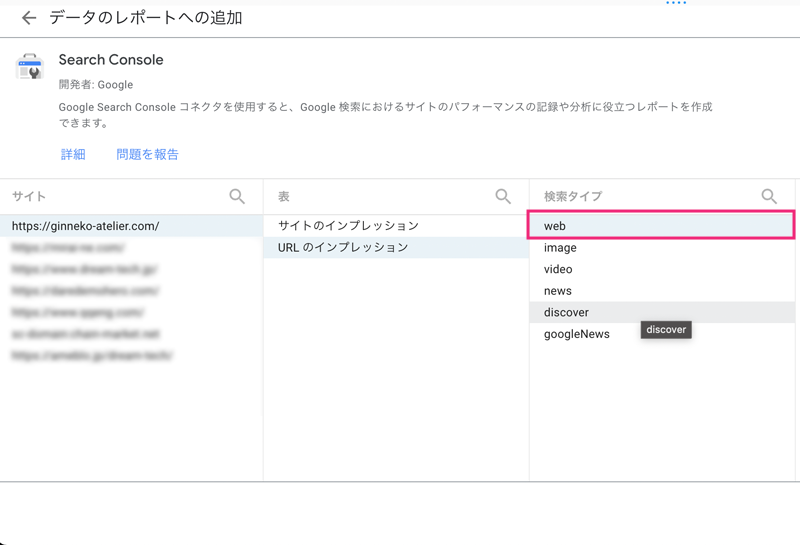 データのレポートへの追加
Search Console
開発者: Google
Google Search Console コネクタを使用すると、Google 検索におけるサイトのパフォーマンスの記録や分析に役立つレポートを作成
できます。
詳細 問題を報告
サイト
https://ginneko-atelier.com/
表
サイトのインプレッション
URL のインプレッション
検索タイプ
web
image
video
news
discover
googleNews
discover